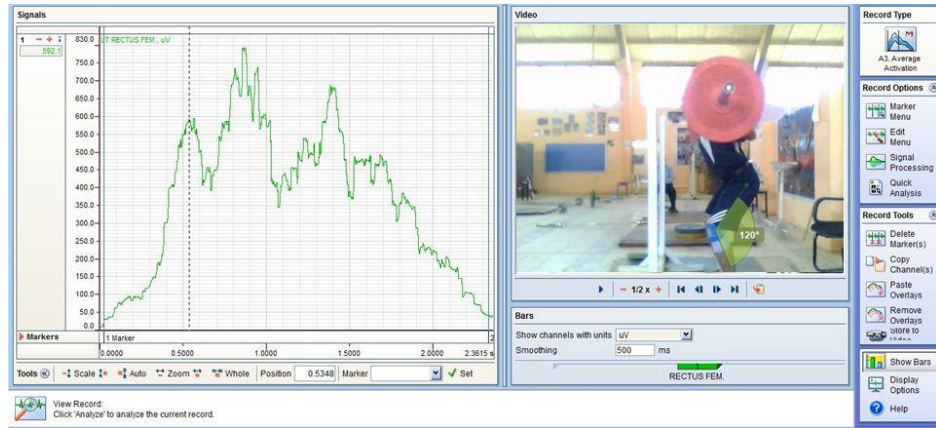 Signals
1 − + :
592.1
LT RECTUS FEM., uV
830.0
750.0
700.0
650.0
600.0
550.0
500.0
450.0
400.0
350.0
300.0
250.0
200.0
150.0
100.0
50.0
0.0
Markers
1 Marker
2
0.0000 0.5000 1.0000 1.5000 2.0000 2.3615 s
Tools Scale Auto Zoom Whole Position 0.5348 Marker Set
View Record:
Click 'Analyze' to analyze the current record.
Video
120°
− 1/2 x +
Bars
Show channels with units uV
Smoothing 500 ms
1
RECTUS FEM.
Record Type
M
A3. Average
Activation
Record Options
Marker
Menu
Edit
Menu
Signal
Processing
Quick
Analysis
Record Tools
Delete
Marker(s)
Copy
Channel(s)
Paste
Overlays
Remove
Overlays
Store to
Video
Show Bars
Display
Options
Help